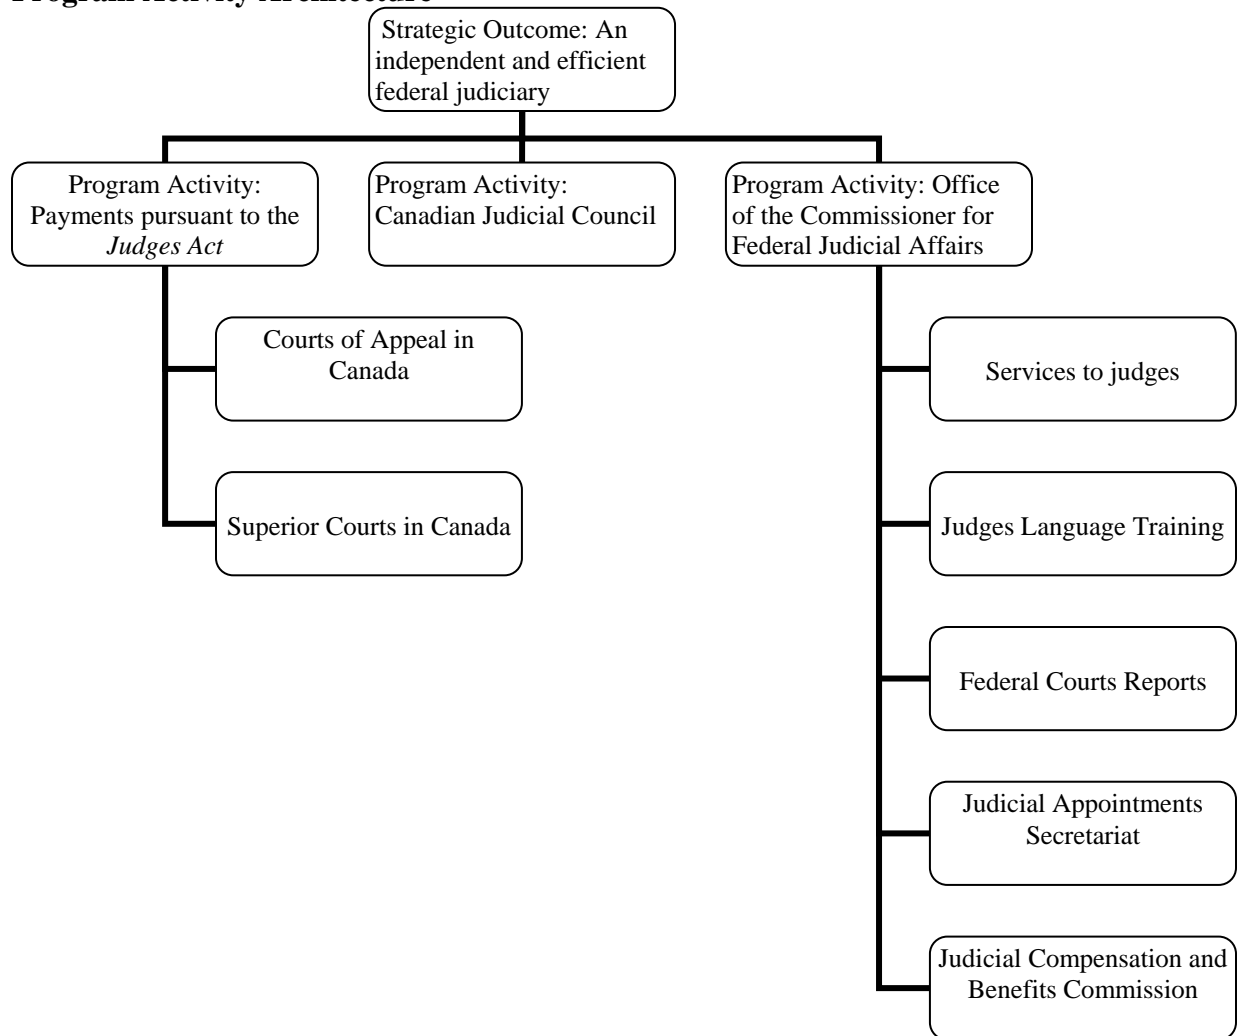 Program Activity Architecture
Strategic Outcome: An
independent and efficient
federal judiciary
Program Activity:
Payments pursuant to the
Judges Act
Program Activity:
Canadian Judicial Council
Program Activity: Office
of the Commissioner for
Federal Judicial Affairs
Courts of Appeal in
Canada
Superior Courts in Canada
Services to judges
Judges Language Training
Federal Courts Reports
Judicial Appointments
Secretariat
Judicial Compensation and
Benefits Commission